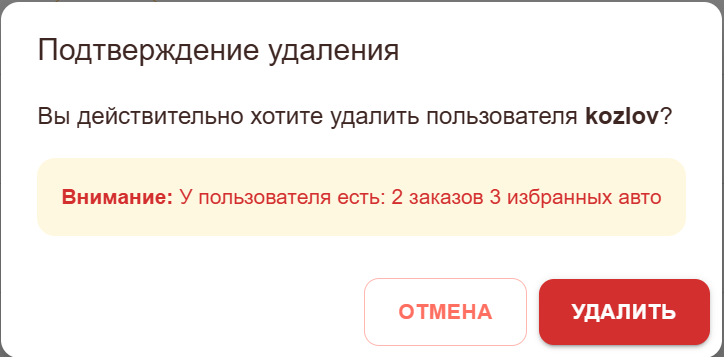 Подтверждение удаления
Вы действительно хотите удалить пользователя kozlov?
Внимание: У пользователя есть: 2 заказов 3 избранных авто
ОТМЕНА УДАЛИТЬ